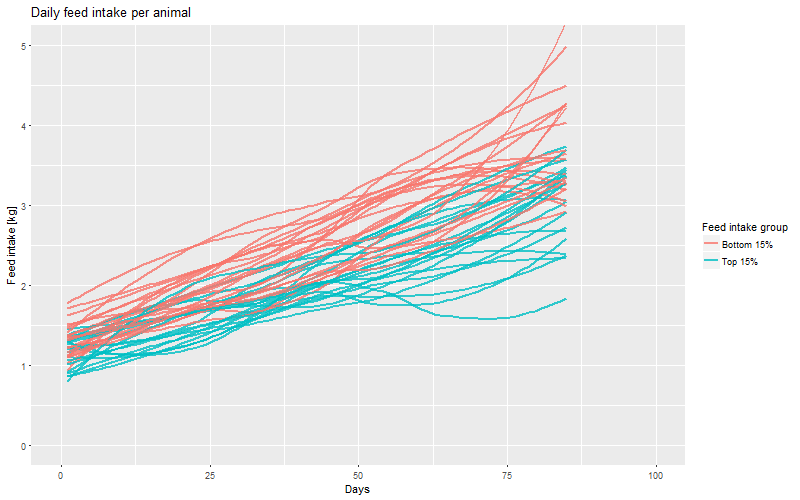 Daily feed intake per animal
Feed intake [kg]
5
4
3
2
1
0
0 25 50 75 100
Days
Feed intake group
Bottom 15%
Top 15%